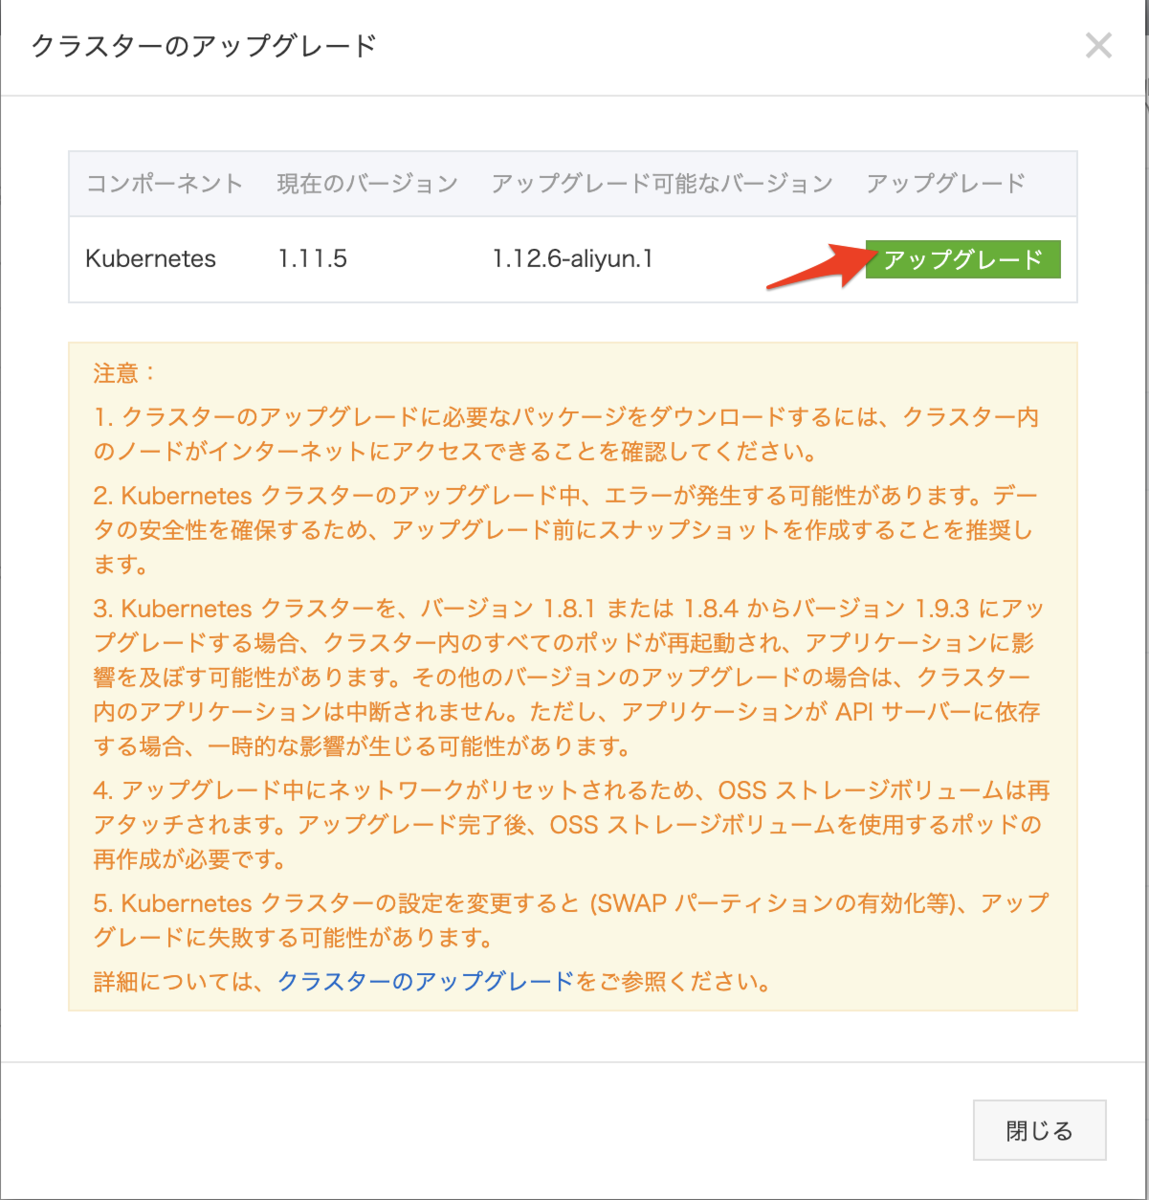 クラスターのアップグレード
コンポーネント 現在のバージョン アップグレード可能なバージョン アップグレード
Kubernetes 1.11.5 1.12.6-aliyun.1 アップグレード
注意：
1. クラスターのアップグレードに必要なパッケージをダウンロードするには、クラスター内
のノードがインターネットにアクセスできることを確認してください。
2. Kubernetes クラスターのアップグレード中、エラーが発生する可能性があります。デー
タの安全性を確保するため、アップグレード前にスナップショットを作成することを推奨し
ます。
3. Kubernetes クラスターを、バージョン 1.8.1 または 1.8.4 からバージョン 1.9.3 にアッ
プグレードする場合、クラスター内のすべてのポッドが再起動され、アプリケーションに影
響を及ぼす可能性があります。その他のバージョンのアップグレードの場合は、クラスター
内のアプリケーションは中断されません。ただし、アプリケーションが API サーバーに依存
する場合、一時的な影響が生じる可能性があります。
4. アップグレード中にネットワークがリセットされるため、OSS ストレージボリュームは再
アタッチされます。アップグレード完了後、OSS ストレージボリュームを使用するポッドの
再作成が必要です。
5. Kubernetes クラスターの設定を変更すると (SWAP パーティションの有効化等)、アップ
グレードに失敗する可能性があります。
詳細については、クラスターのアップグレードをご参照ください。
閉じる